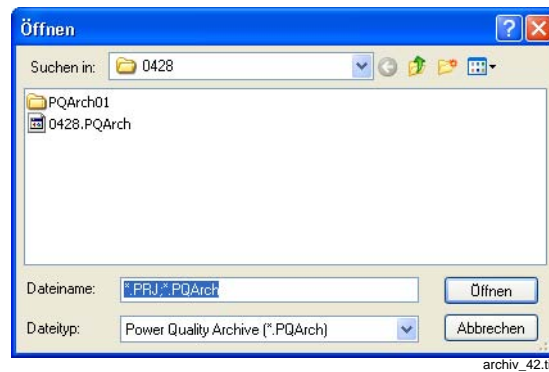 Öffnen
Suchen in: 0428
PQArch01
0428.PQArch
Dateiname: *.PRJ;*.PQArch Öffnen
Dateityp: Power Quality Archive (*.PQArch) Abbrechen
archiv_42.t